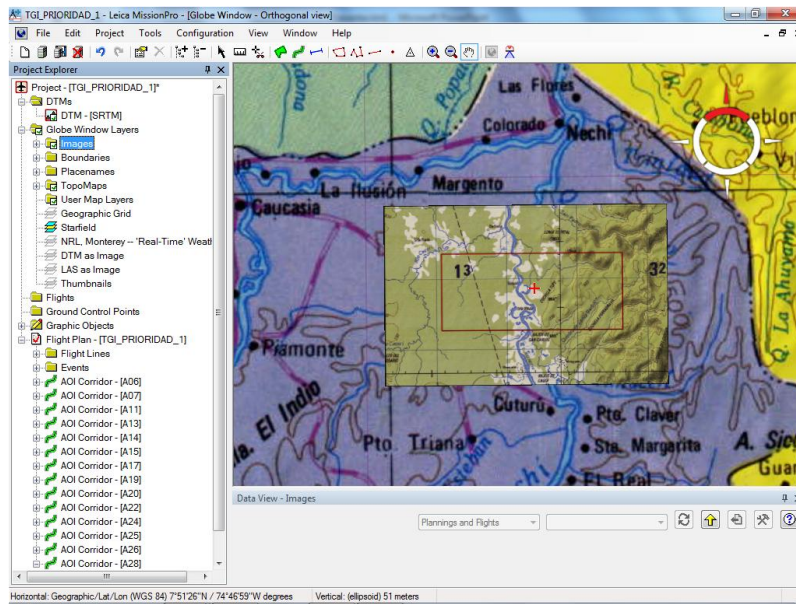 TGI_PRIORIDAD_1 - Leica MissionPro - [Globe Window - Orthogonal view]
File Edit Project Tools Configuration View Window Help
Project Explorer
Project - [TGI_PRIORIDAD_1]*
DTMs
DTM - [SRTM]
Globe Window Layers
Images
Boundaries
Placenames
TopoMaps
User Map Layers
Geographic Grid
Starfield
NRL, Monterey -- 'Real-Time' Weath
DTM as Image
LAS as Image
Thumbnails
Flights
Ground Control Points
Graphic Objects
Flight Plan - [TGI_PRIORIDAD_1]
Flight Lines
Events
AOI Corridor - [A06]
AOI Corridor - [A07]
AOI Corridor - [A11]
AOI Corridor - [A13]
AOI Corridor - [A14]
AOI Corridor - [A15]
AOI Corridor - [A17]
AOI Corridor - [A19]
AOI Corridor - [A20]
AOI Corridor - [A22]
AOI Corridor - [A24]
AOI Corridor - [A25]
AOI Corridor - [A26]
AOI Corridor - [A28]
Las Flores
Colorado
Nechí
La Ilusión
Margento
Caucasia
13
32
Q. La Ahuyama
Piamonte
El Indio
Cuturú
Pto. Claver
Pto Triana
Sta. Margarita
El Real
Data View - Images
Plannings and Flights
Horizontal: Geographic/Lat/Lon (WGS 84) 7°51'26"N / 74°46'59"W degrees Vertical: (ellipsoid) 51 meters